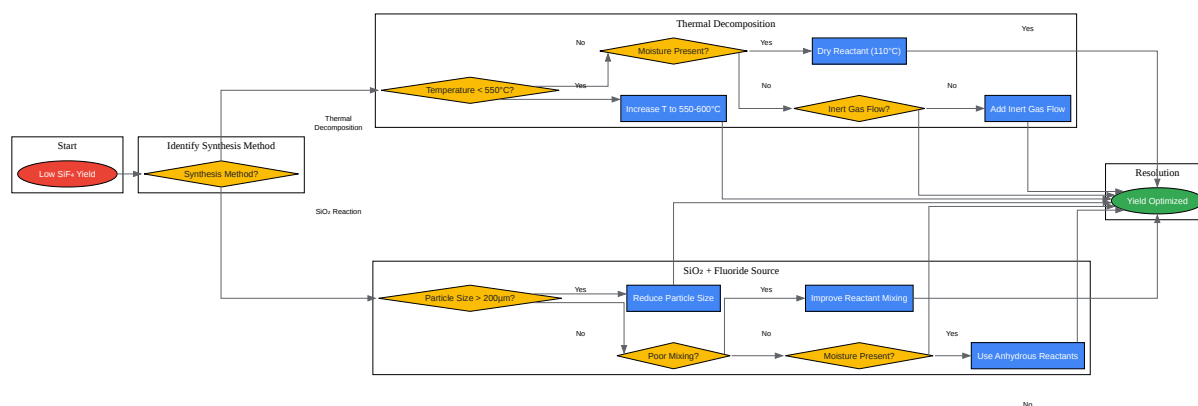 Thermal Decomposition
Yes
No
Moisture Present?
Yes
Dry Reactant (110°C)
Temperature < 550°C?
Yes
Increase T to 550-600°C
No
Inert Gas Flow?
No
Add Inert Gas Flow
Thermal
Decomposition
Start
Identify Synthesis Method
Low SiF₄ Yield
Synthesis Method?
Resolution
Yield Optimized
SiO₂ Reaction
SiO₂ + Fluoride Source
Particle Size > 200µm?
Yes
Reduce Particle Size
Yes
Improve Reactant Mixing
No
Poor Mixing?
No
Moisture Present?
Yes
Use Anhydrous Reactants
No